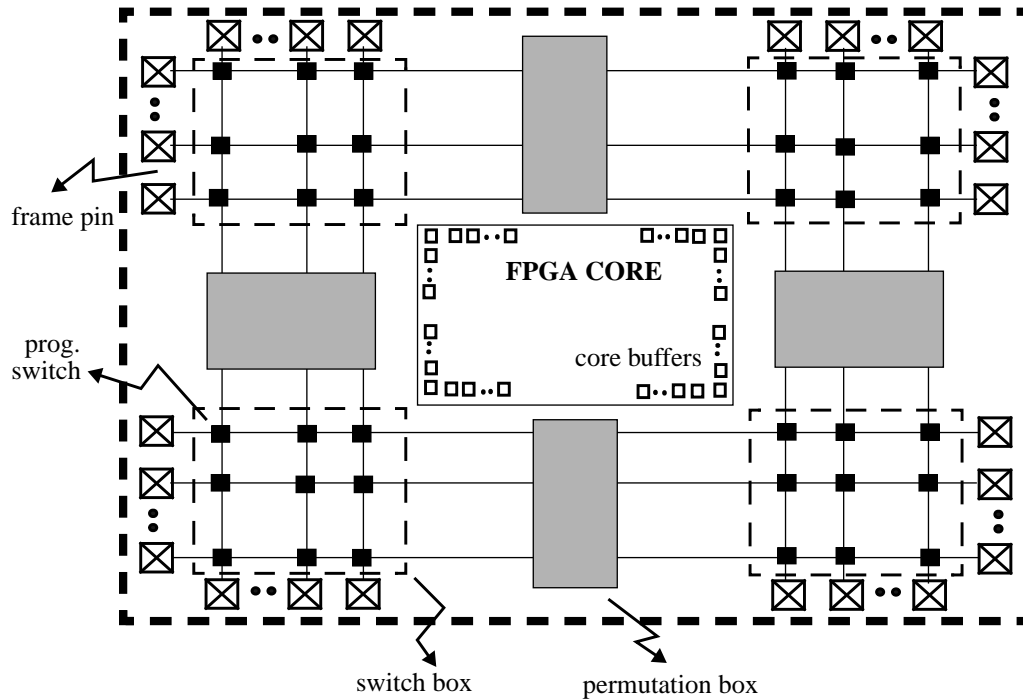 frame pin
FPGA CORE
prog.
switch
core buffers
switch box
permutation box